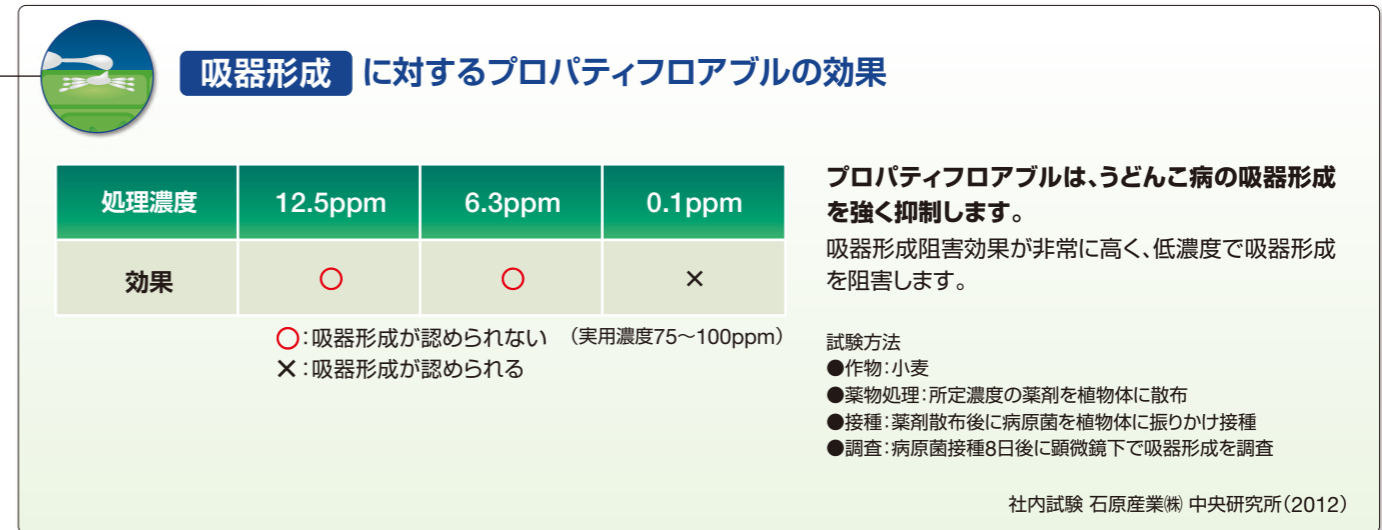 吸器形成 に対するプロパティフロアブルの効果
処理濃度 12.5ppm 6.3ppm 0.1ppm
効果 ○ ○ ×
○:吸器形成が認められない (実用濃度75〜100ppm)
×:吸器形成が認められる
プロパティフロアブルは、うどんこ病の吸器形成
を強く抑制します。
吸器形成阻害効果が非常に高く、低濃度で吸器形成
を阻害します。
試験方法
●作物:小麦
●薬物処理:所定濃度の薬剤を植物体に散布
●接種:薬剤散布後に病原菌を植物体に振りかけ接種
●調査:病原菌接種8日後に顕微鏡下で吸器形成を調査
社内試験 石原産業㈱ 中央研究所(2012)